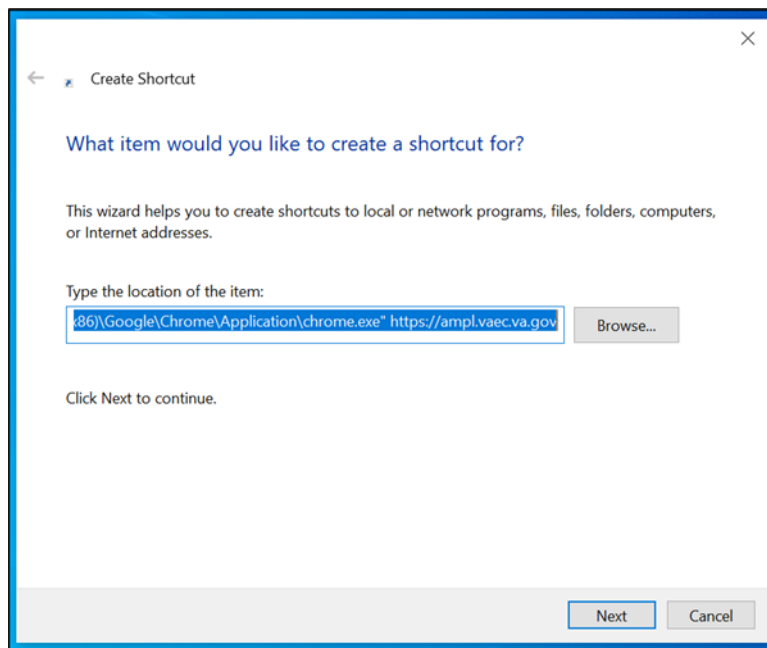 Create Shortcut
What item would you like to create a shortcut for?
This wizard helps you to create shortcuts to local or network programs, files, folders, computers,
or Internet addresses.
Type the location of the item:
86)\Google\Chrome\Application\chrome.exe" https://ampl.vaec.va.gov
Browse...
Click Next to continue.
Next
Cancel